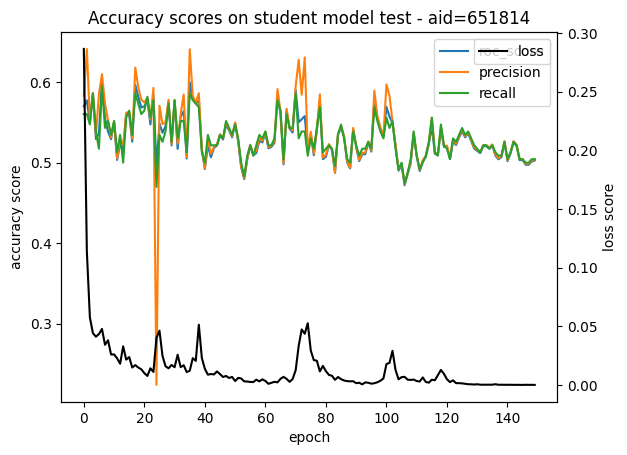 Accuracy scores on student model test - aid=651814
accuracy score
0.6
0.5
0.4
0.3
0.30
0.25
0.20
0.15
0.10
0.05
0.00
loss score
loss
precision
recall
0 20 40 60 80 100 120 140
epoch